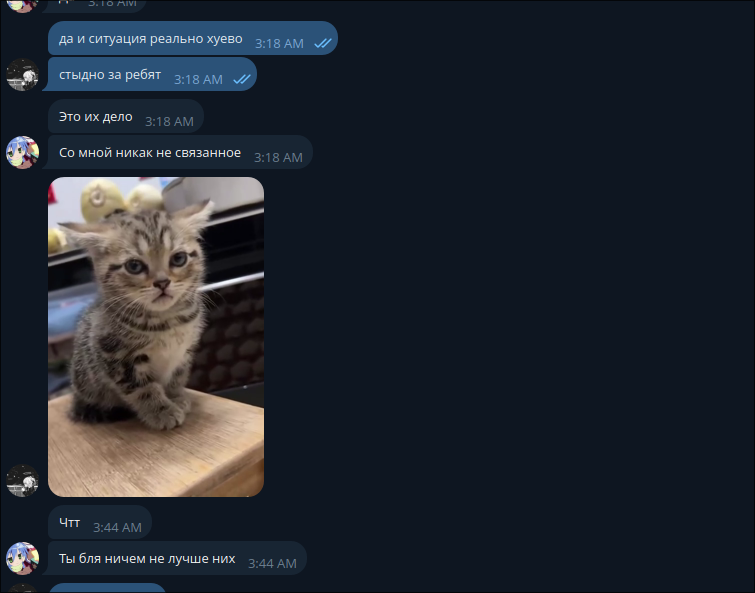 3:18 AM
да и ситуация реально хуево 3:18 AM
стыдно за ребят 3:18 AM
Это их дело 3:18 AM
Со мной никак не связанное 3:18 AM
Чтт 3:44 AM
Ты бля ничем не лучше них 3:44 AM